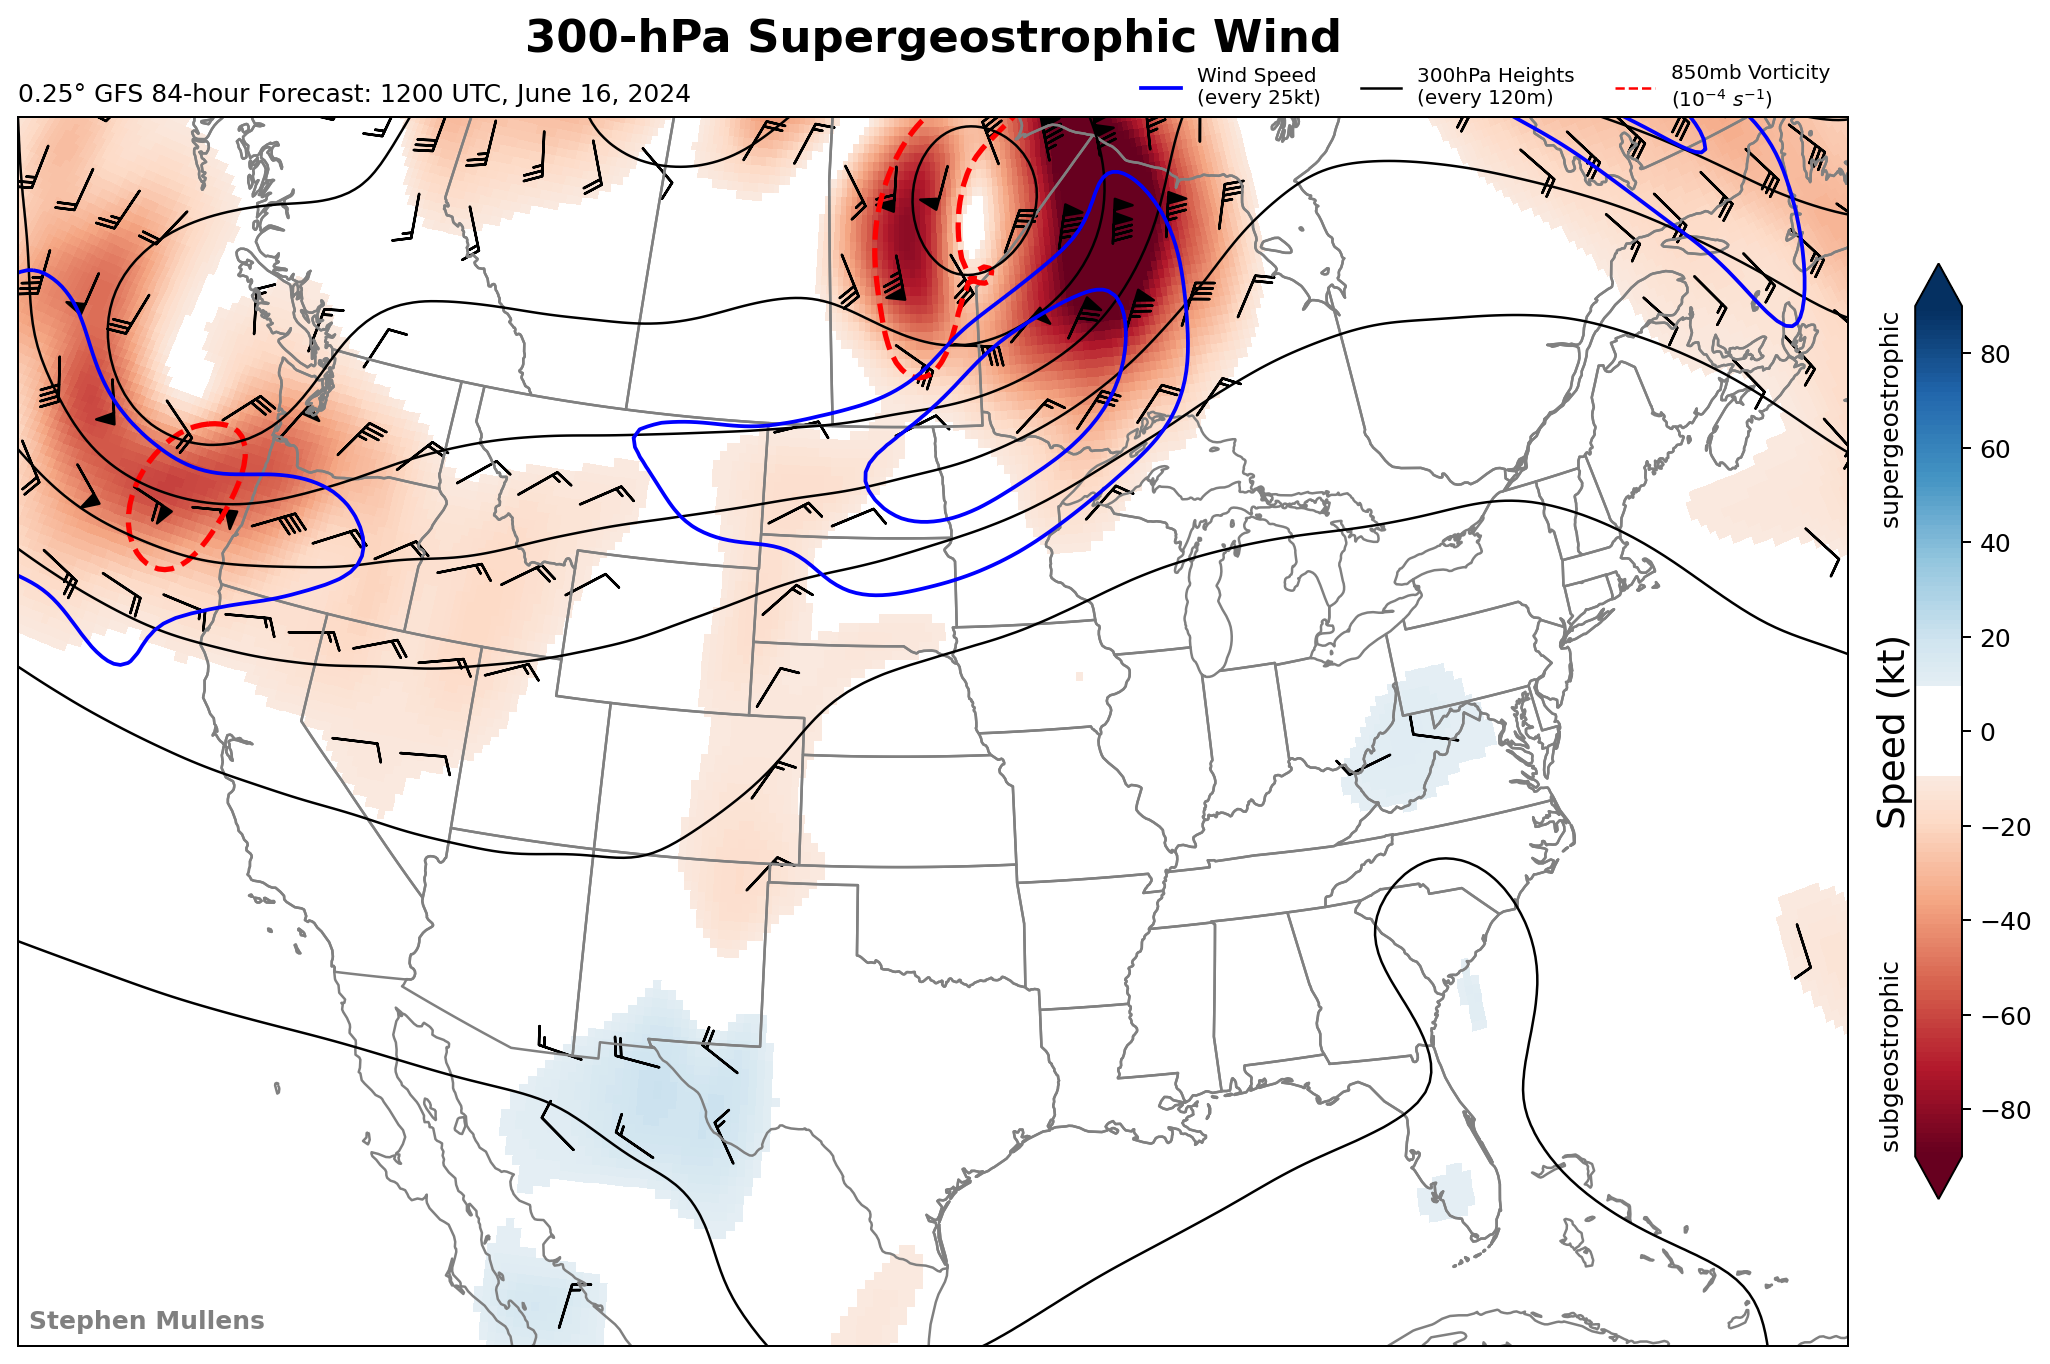 300-hPa Supergeostrophic Wind
0.25° GFS 84-hour Forecast: 1200 UTC, June 16, 2024
Wind Speed
(every 25kt)
300hPa Heights
(every 120m)
850mb Vorticity
(10⁻⁴ s⁻¹)
supergeostrophic
Speed (kt)
subgeostrophic
80
60
40
20
0
−20
−40
−60
−80
Stephen Mullens